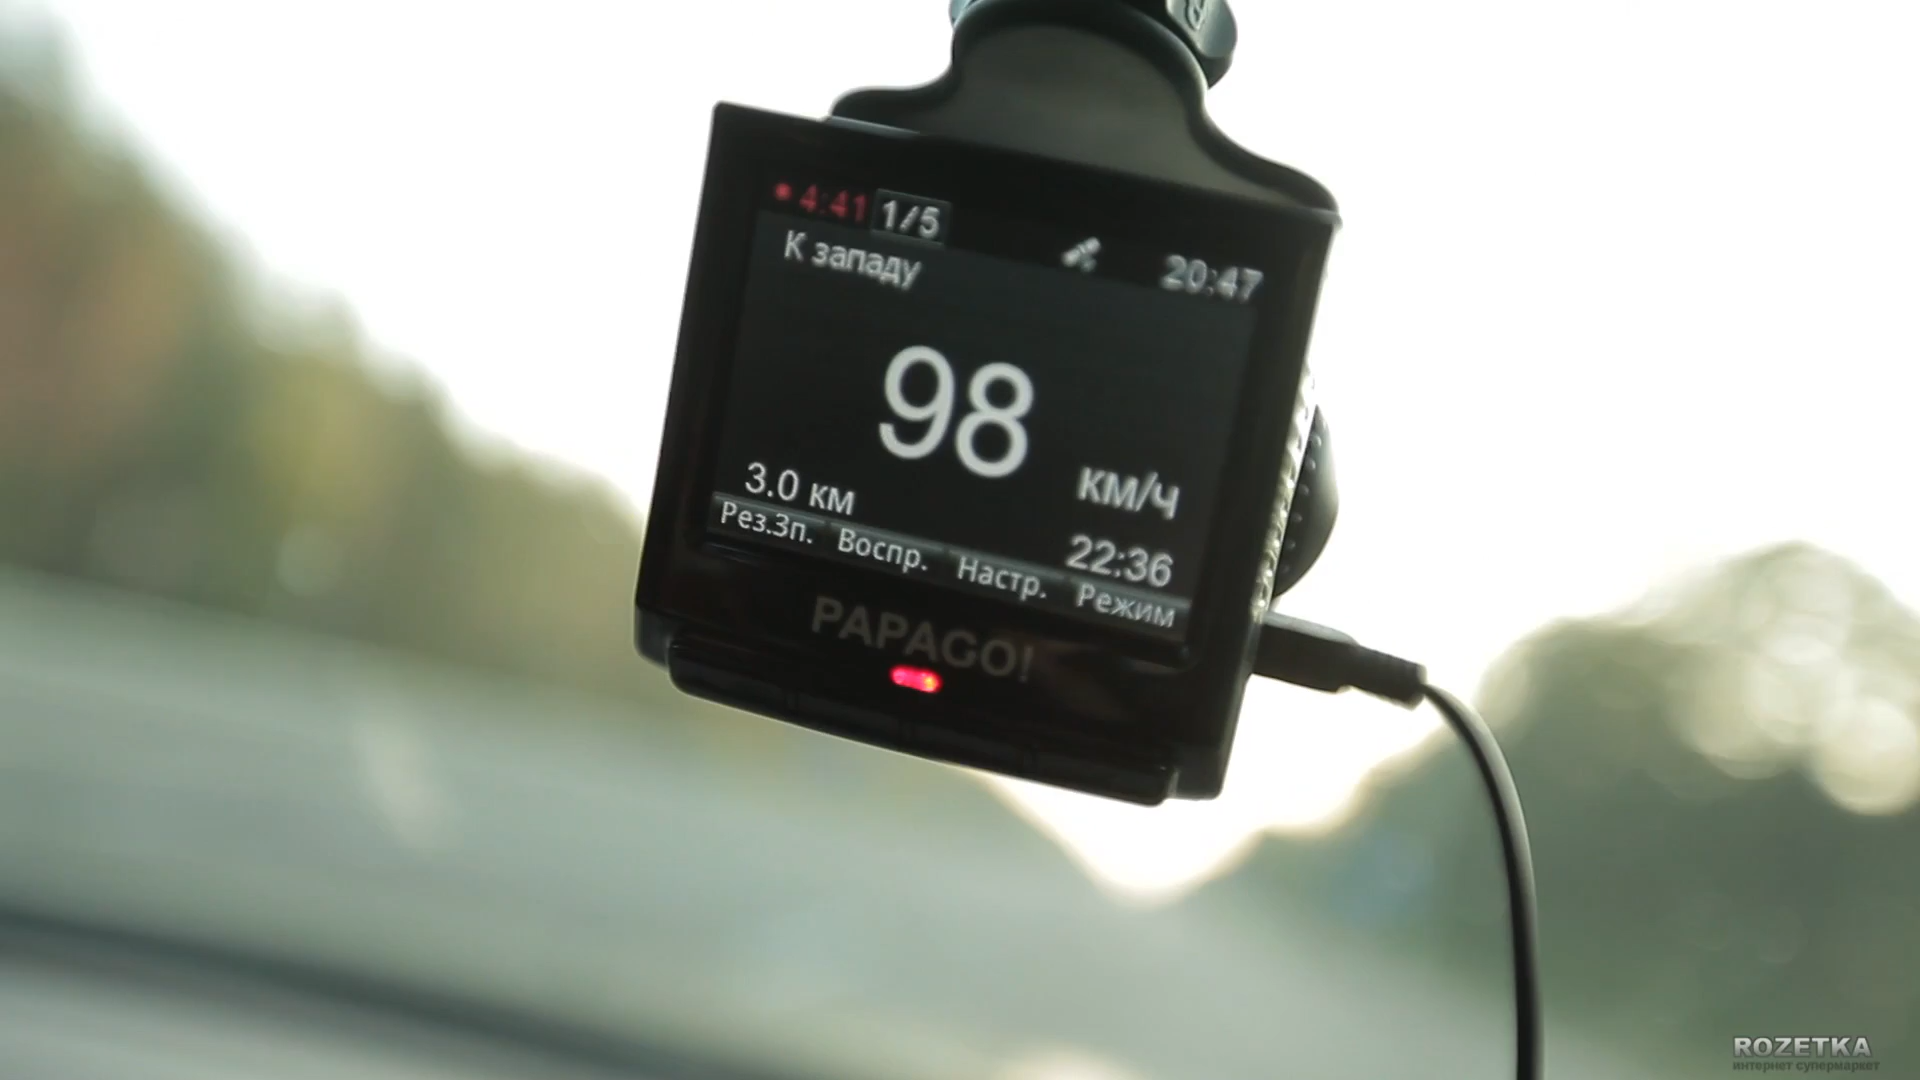 4:41 1/5
20:47
К западу
98
км/ч
3.0 км
22:36
Рез.Зп. Воспр. Настр. Режим
PAPAGO!
ROZETKA
интернет супермаркет